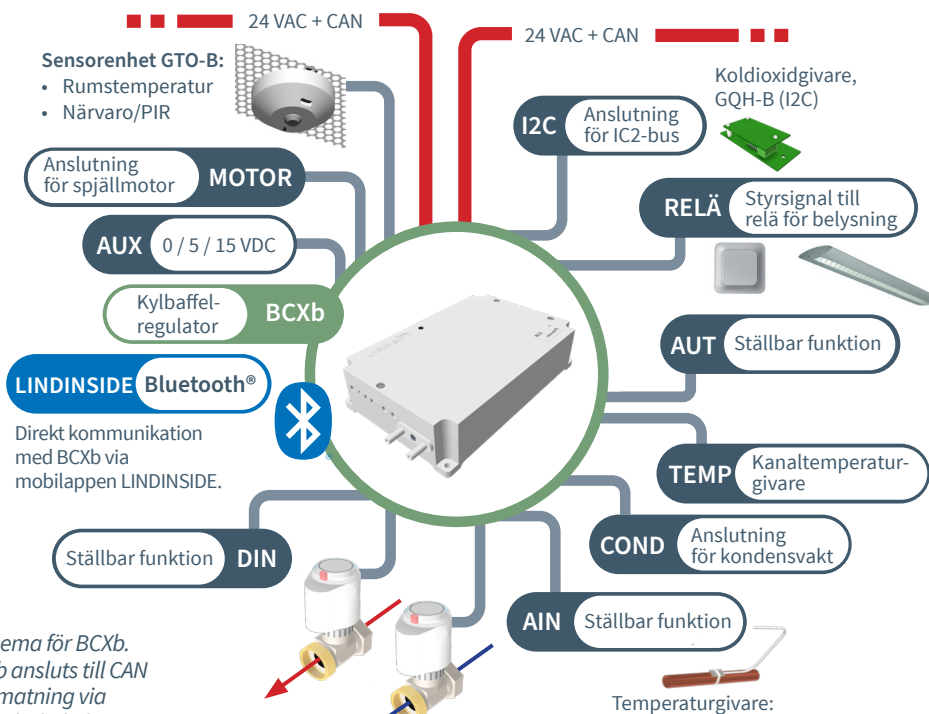 24 VAC + CAN
24 VAC + CAN
Sensorenhet GTO-B:
• Rumstemperatur
• Närvaro/PIR
Koldioxidgivare,
GQH-B (I2C)
I2C
Anslutning
för IC2-bus
Anslutning
för spjällmotor
MOTOR
RELÄ
Styrsignal till
relä för belysning
AUX
0 / 5 / 15 VDC
Kylbaffel-
regulator
BCXb
AUT
Ställbar funktion
LINDINSIDE
Bluetooth®
Direkt kommunikation
med BCXb via
mobilappen LINDINSIDE.
TEMP
Kanaltemperatur-
givare
COND
Anslutning
för kondensvakt
Ställbar funktion
DIN
AIN
Ställbar funktion
ema för BCXb.
b ansluts till CAN
matning via
Temperaturgivare: